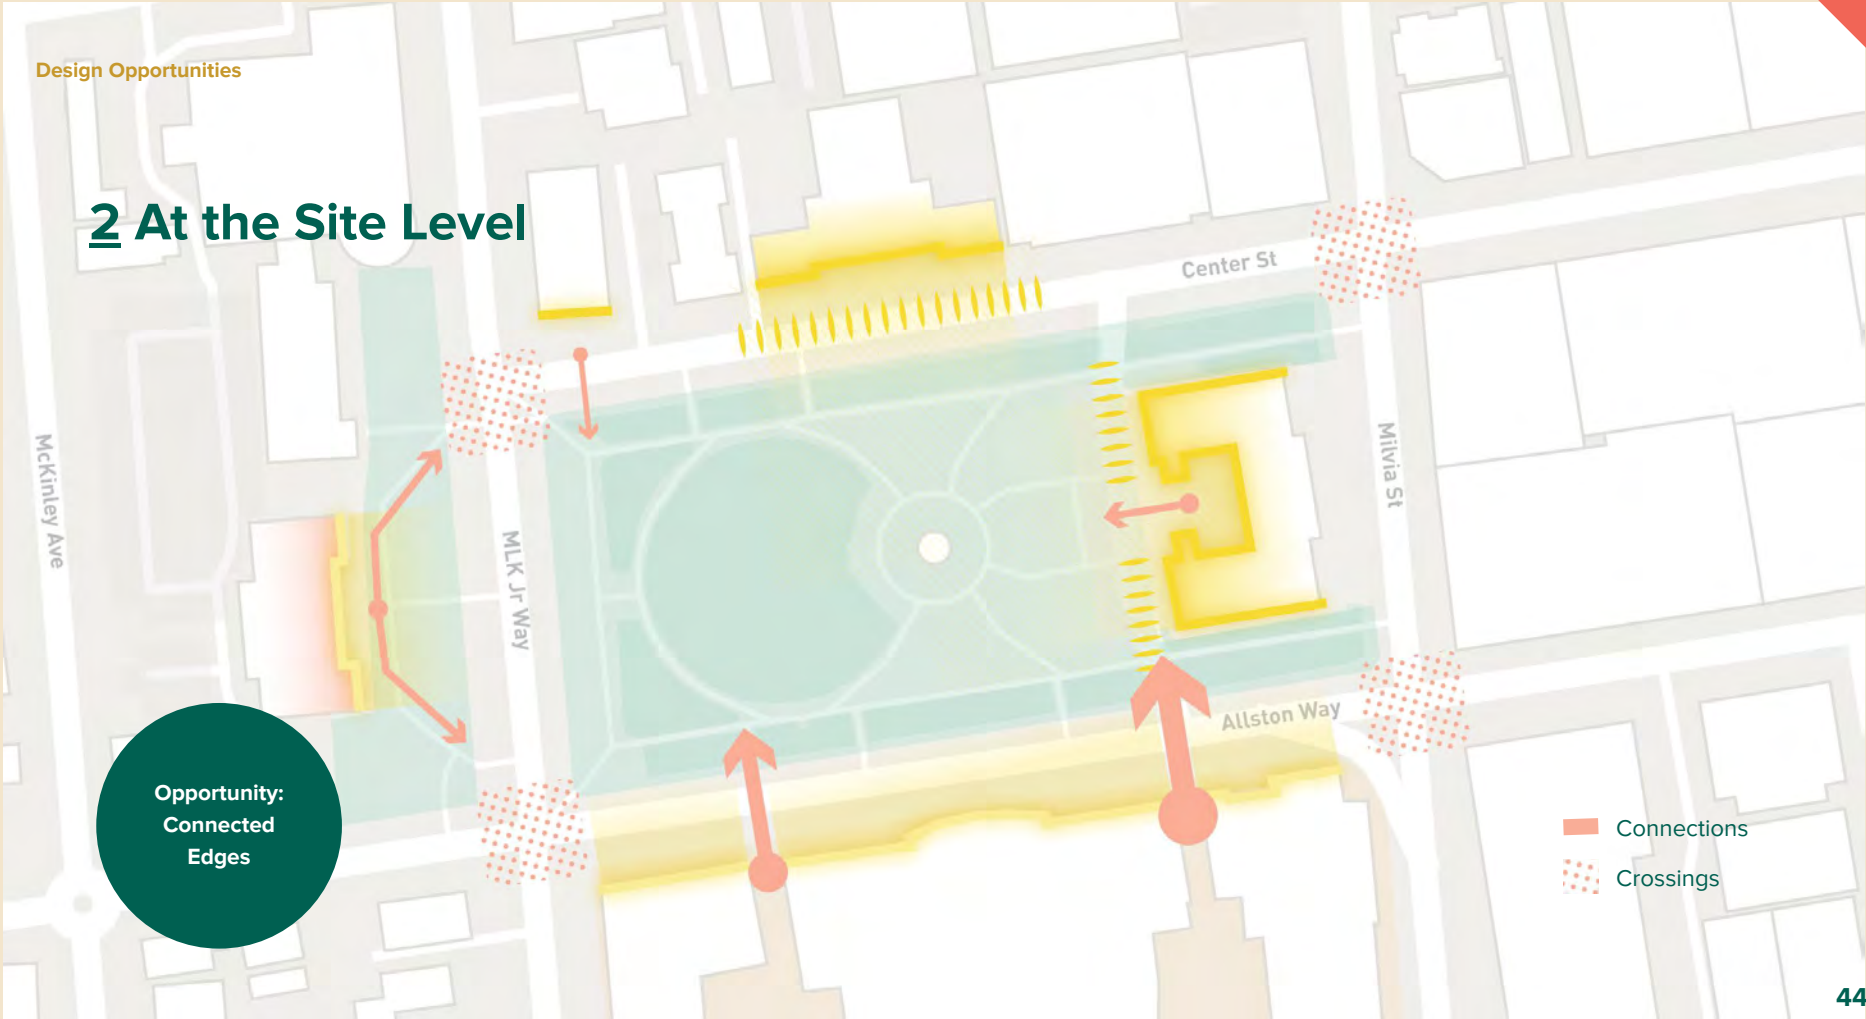 Design Opportunities
2 At the Site Level
Center St
McKinley Ave
MLK Jr Way
Milvia St
Allston Way
Opportunity:
Connected
Edges
Connections
Crossings
44